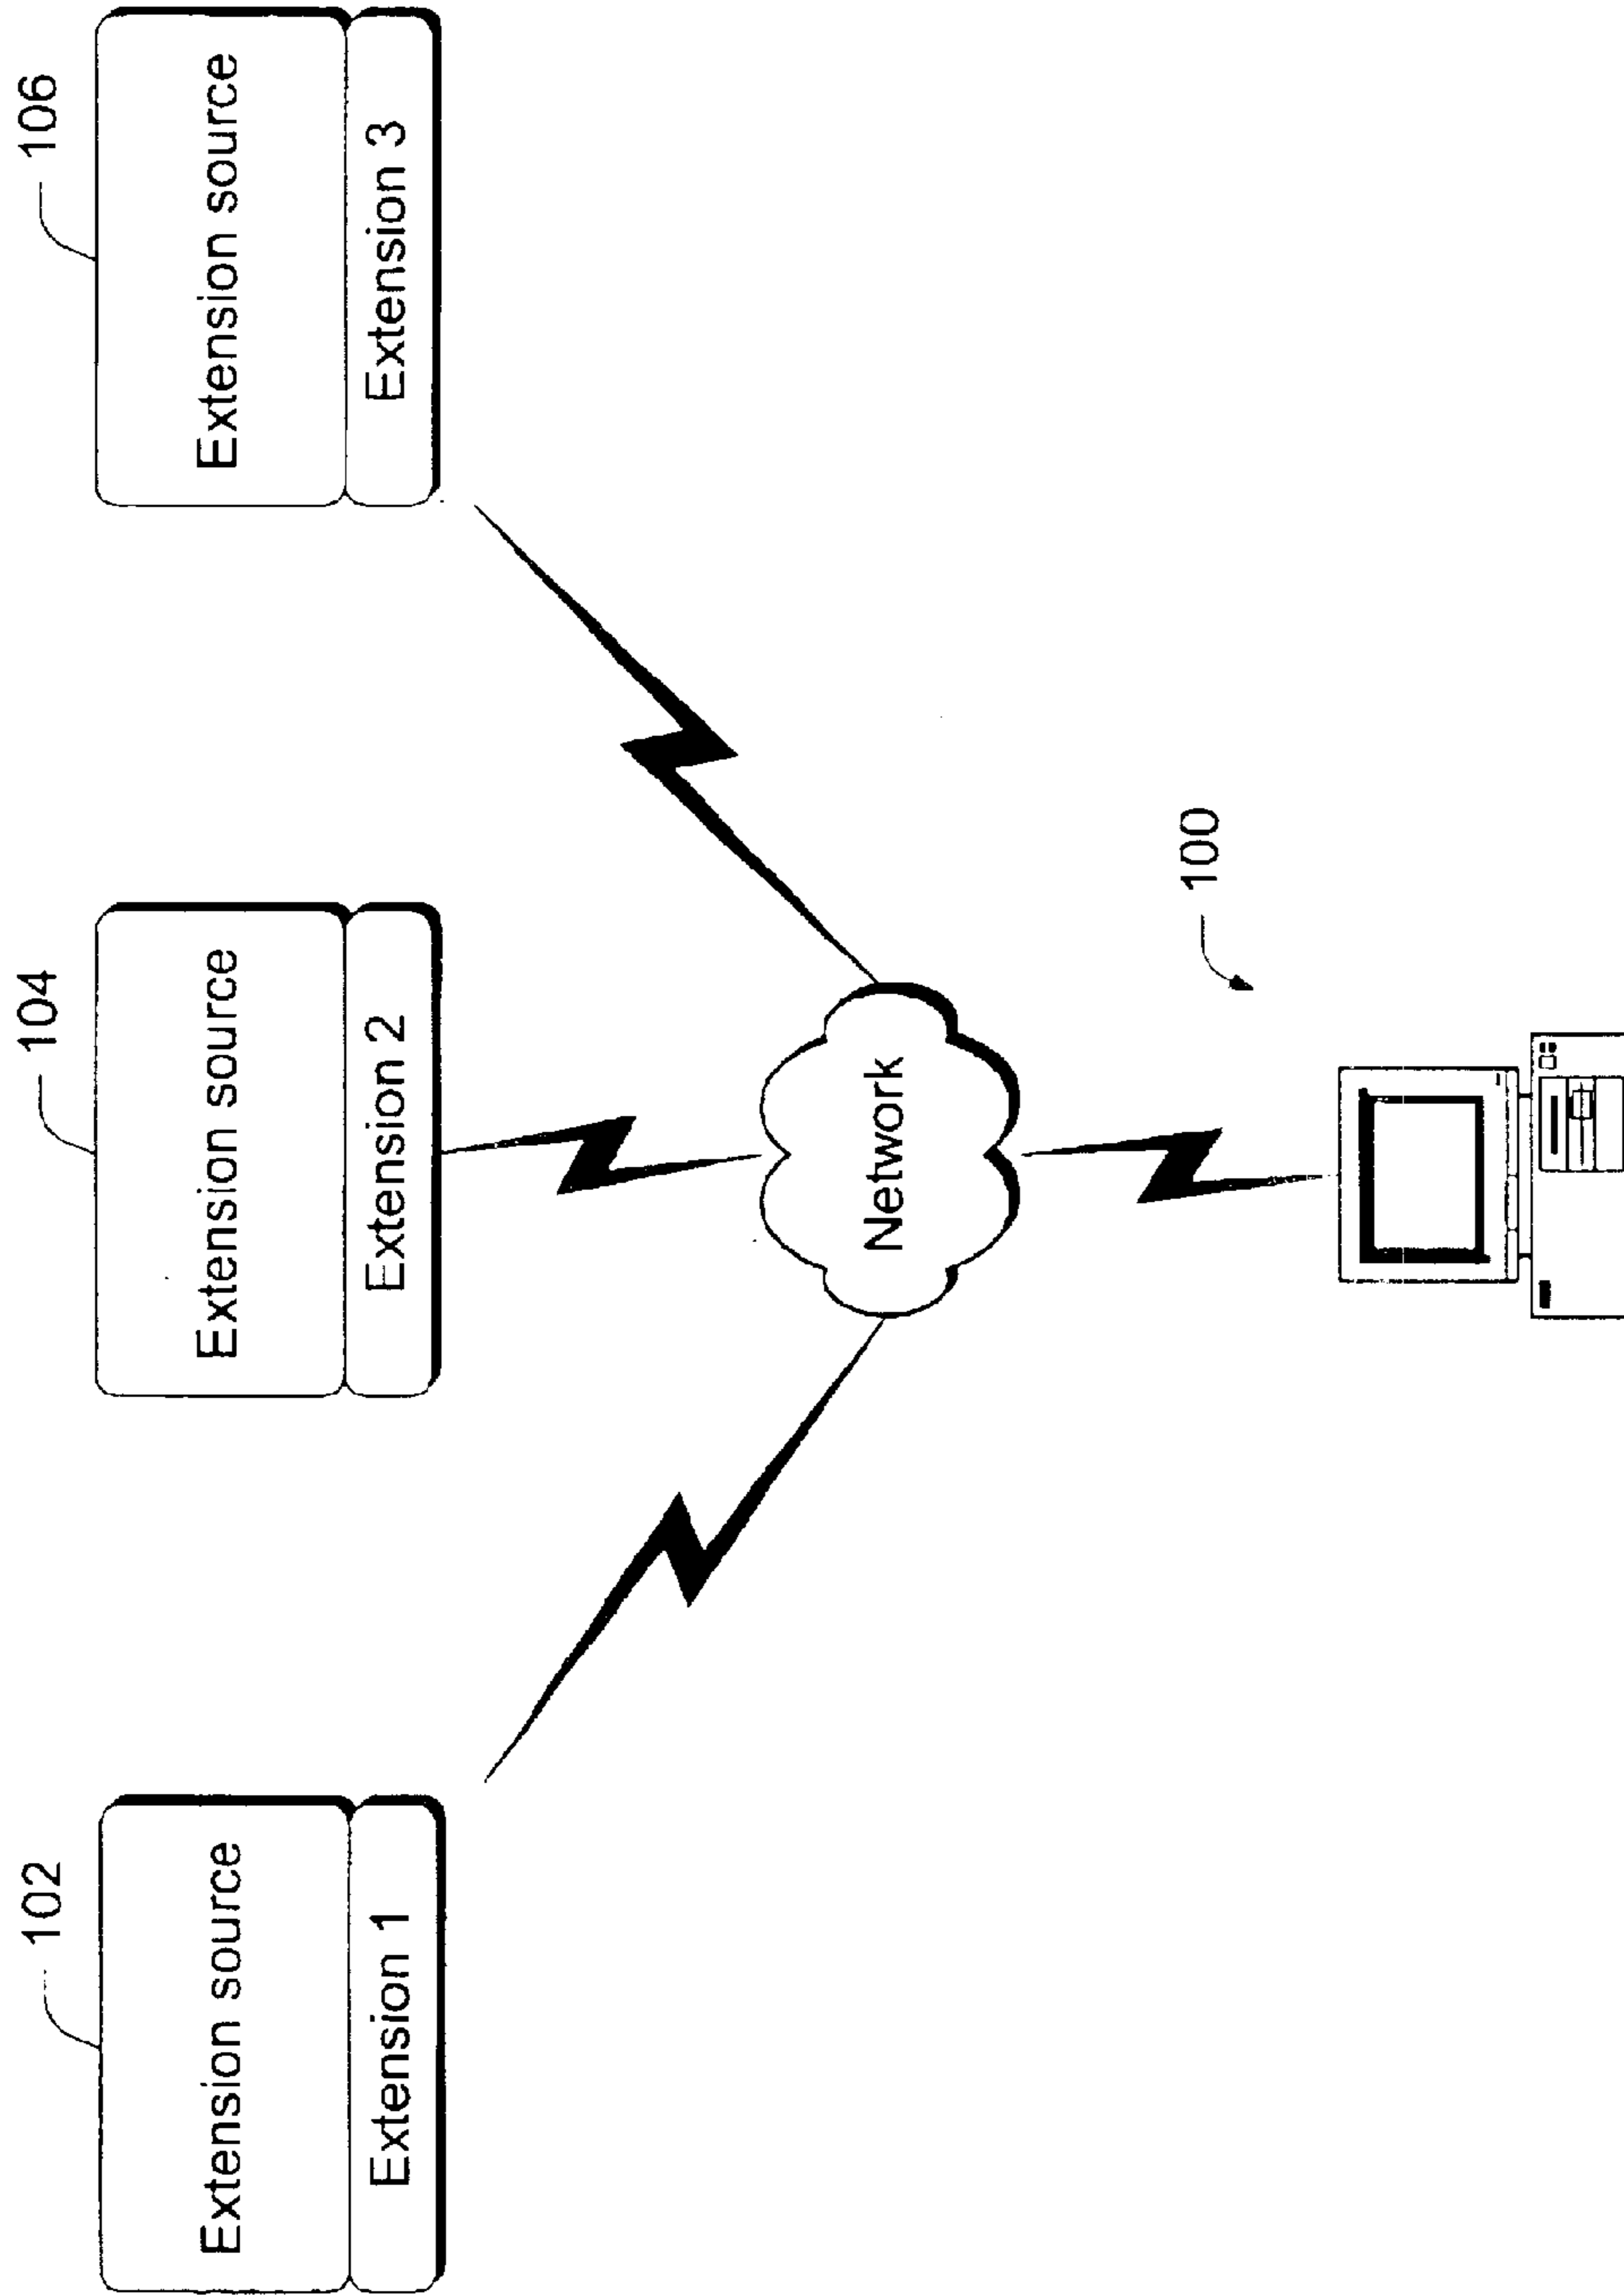 102
Extension source
Extension 1
104
Extension source
Extension 2
106
Extension source
Extension 3
Network
100